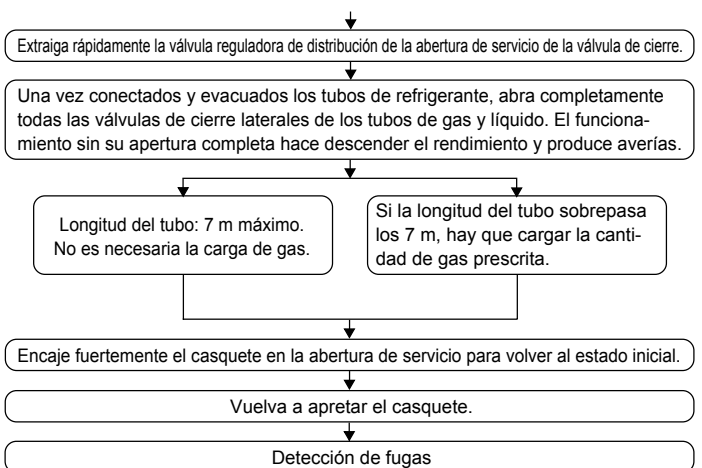 Extraiga rápidamente la válvula reguladora de distribución de la abertura de servicio de la válvula de cierre.
Una vez conectados y evacuados los tubos de refrigerante, abra completamente
todas las válvulas de cierre laterales de los tubos de gas y líquido. El funciona-
miento sin su apertura completa hace descender el rendimiento y produce averías.
Longitud del tubo: 7 m máximo.
No es necesaria la carga de gas.
Si la longitud del tubo sobrepasa
los 7 m, hay que cargar la canti-
dad de gas prescrita.
Encaje fuertemente el casquete en la abertura de servicio para volver al estado inicial.
Vuelva a apretar el casquete.
Detección de fugas